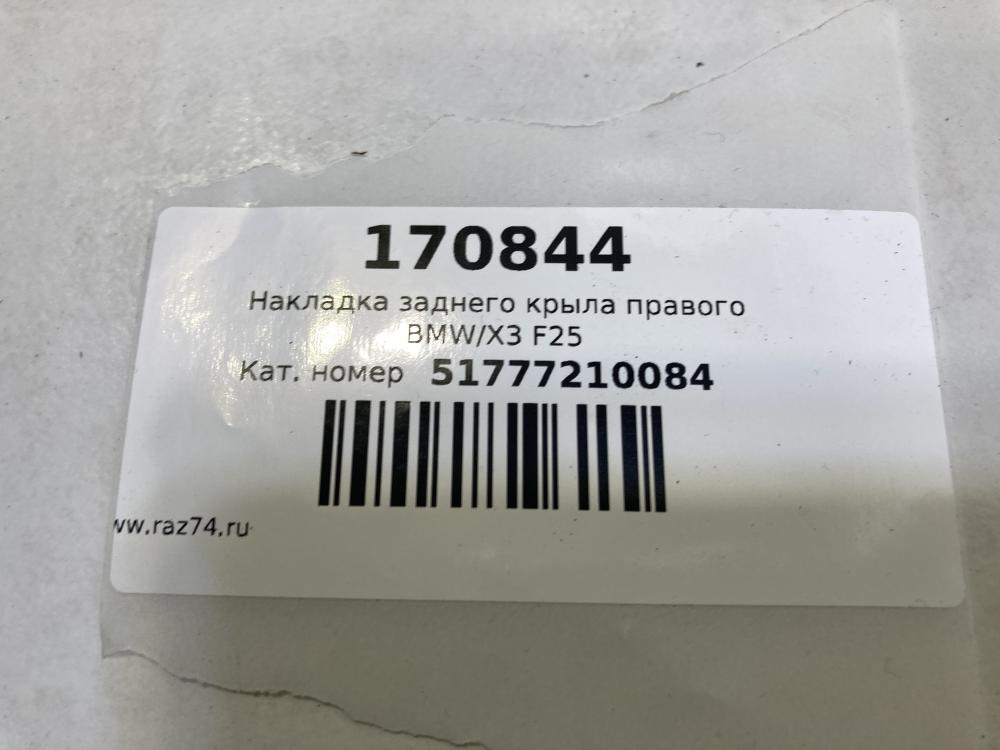 170844
Накладка заднего крыла правого
BMW/X3 F25
Кат. номер 51777210084
ww.raz74.ru